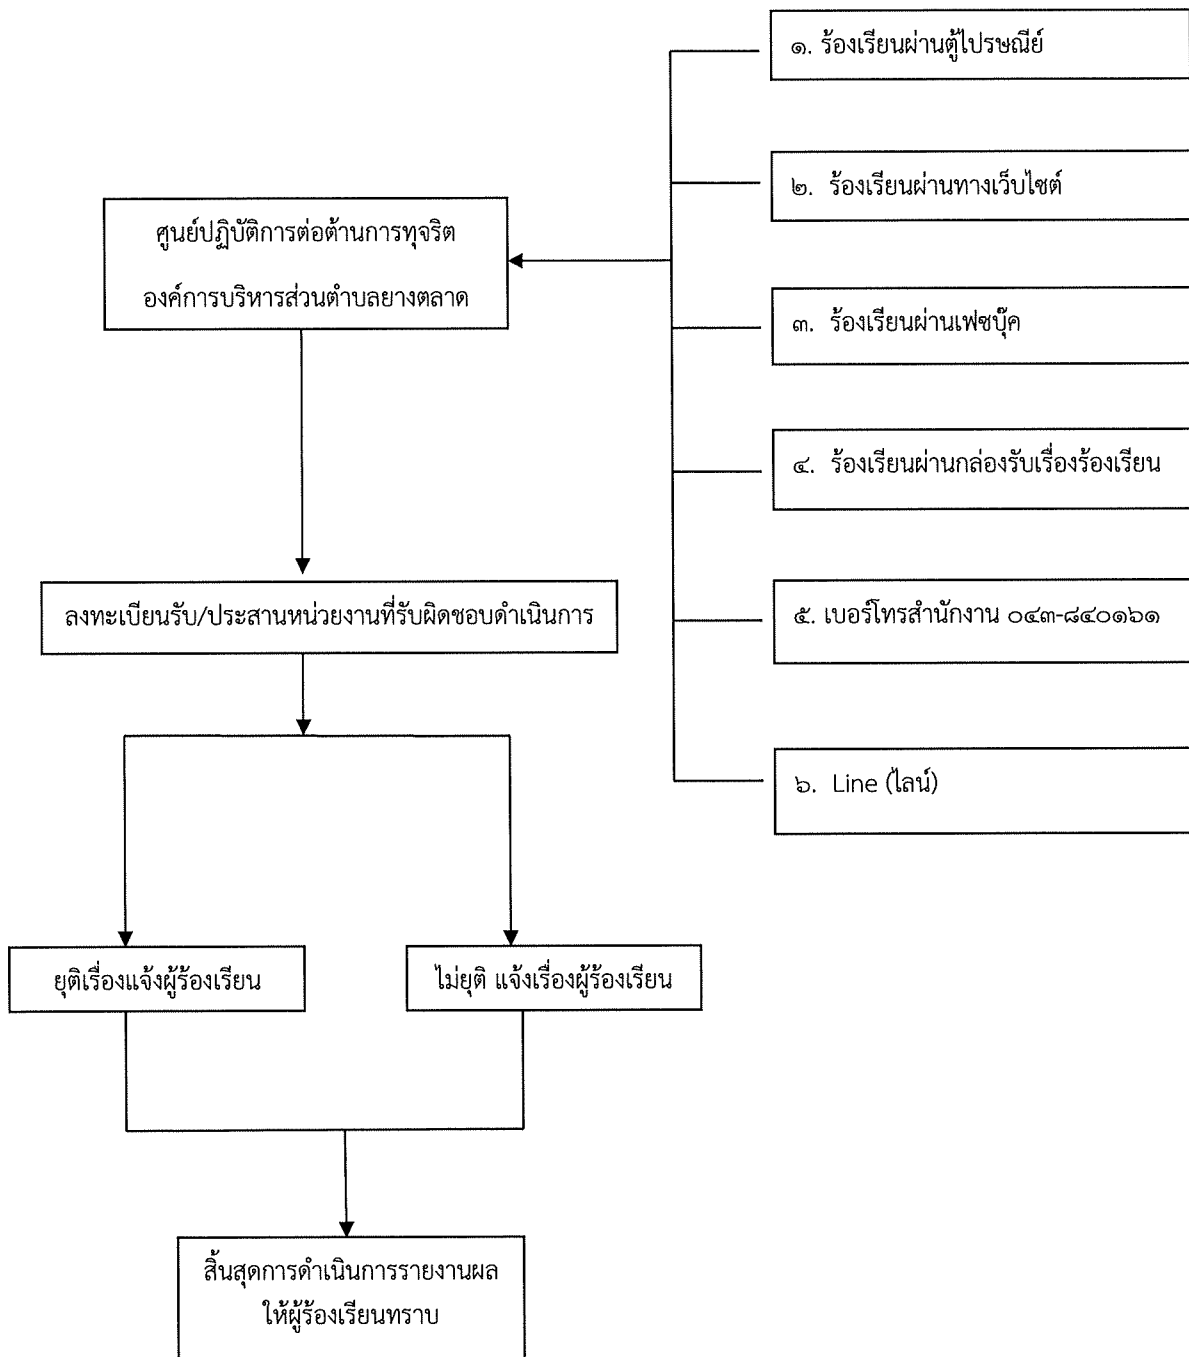 ๑. ร้องเรียนผ่านตู้ไปรษณีย์
๒. ร้องเรียนผ่านทางเว็บไซต์
ศูนย์ปฏิบัติการต่อต้านการทุจริต
องค์การบริหารส่วนตำบลยางตลาด
๓. ร้องเรียนผ่านเฟซบุ๊ค
๔. ร้องเรียนผ่านกล่องรับเรื่องร้องเรียน
ลงทะเบียนรับ/ประสานหน่วยงานที่รับผิดชอบดำเนินการ
๕. เบอร์โทรสำนักงาน ๐๔๓-๘๔๐๑๖๑
๖. Line (ไลน์)
ยุติเรื่องแจ้งผู้ร้องเรียน
ไม่ยุติ แจ้งเรื่องผู้ร้องเรียน
สิ้นสุดการดำเนินการรายงานผล
ให้ผู้ร้องเรียนทราบ